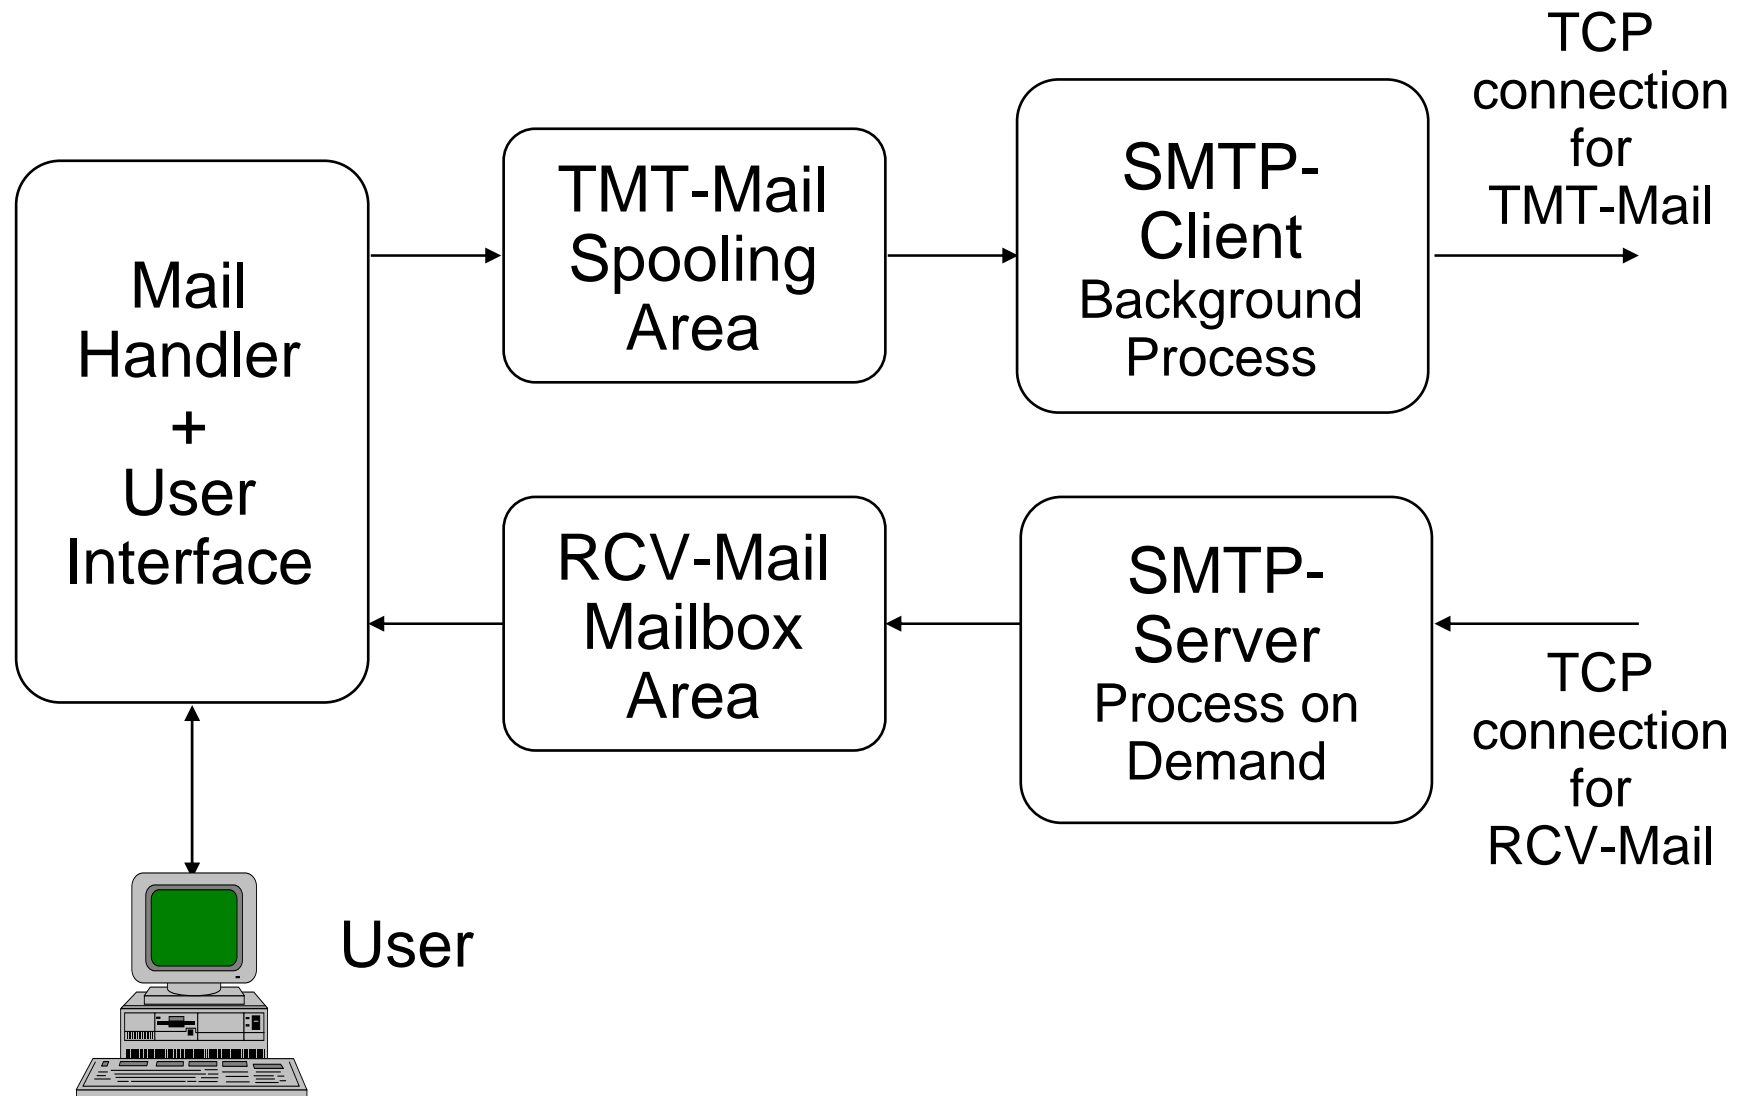 Mail
Handler
+
User
Interface
TMT-Mail
Spooling
Area
SMTP-
Client
Background
Process
TCP
connection
for
TMT-Mail
RCV-Mail
Mailbox
Area
SMTP-
Server
Process on
Demand
TCP
connection
for
RCV-Mail
User